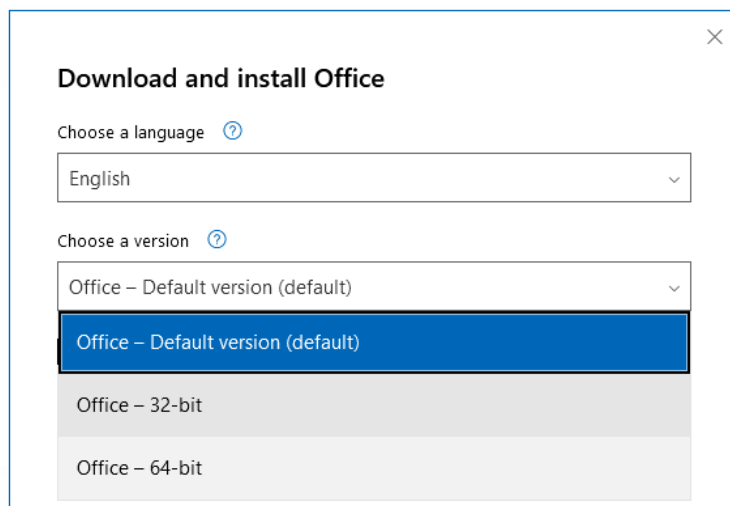 Download and install Office
Choose a language
English
Choose a version
Office – Default version (default)
Office – Default version (default)
Office – 32-bit
Office – 64-bit